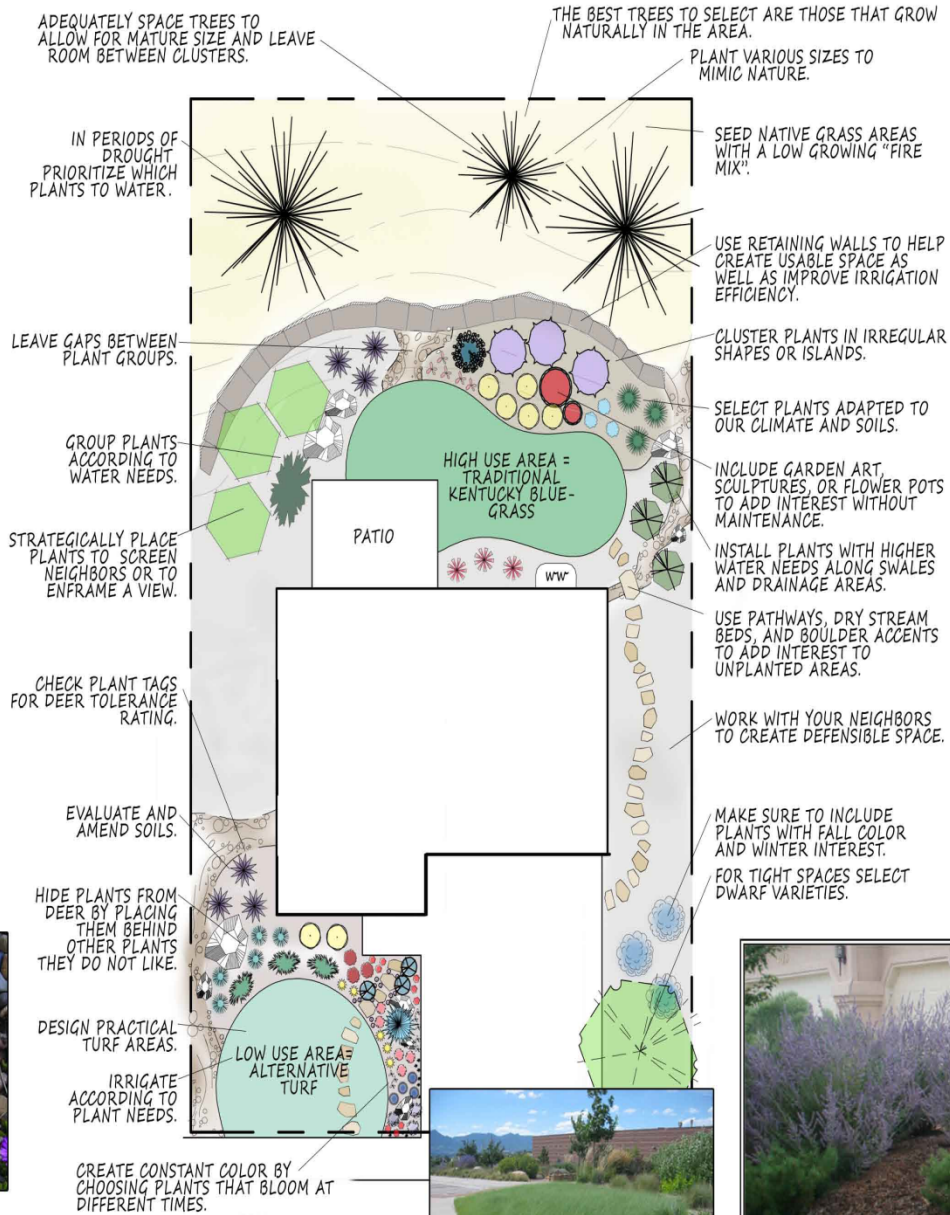 ADEQUATELY SPACE TREES TO
ALLOW FOR MATURE SIZE AND LEAVE
ROOM BETWEEN CLUSTERS.
THE BEST TREES TO SELECT ARE THOSE THAT GROW
NATURALLY IN THE AREA.
PLANT VARIOUS SIZES TO
MIMIC NATURE.
IN PERIODS OF
DROUGHT
PRIORITIZE WHICH
PLANTS TO WATER.
SEED NATIVE GRASS AREAS
WITH A LOW GROWING "FIRE
MIX".
USE RETAINING WALLS TO HELP
CREATE USABLE SPACE AS
WELL AS IMPROVE IRRIGATION
EFFICIENCY.
LEAVE GAPS BETWEEN
PLANT GROUPS.
CLUSTER PLANTS IN IRREGULAR
SHAPES OR ISLANDS.
SELECT PLANTS ADAPTED TO
OUR CLIMATE AND SOILS.
GROUP PLANTS
ACCORDING TO
WATER NEEDS.
HIGH USE AREA =
TRADITIONAL
KENTUCKY BLUE-
GRASS
INCLUDE GARDEN ART,
SCULPTURES, OR FLOWER POTS
TO ADD INTEREST WITHOUT
MAINTENANCE.
PATIO
STRATEGICALLY PLACE
PLANTS TO SCREEN
NEIGHBORS OR TO
ENFRAME A VIEW.
INSTALL PLANTS WITH HIGHER
WATER NEEDS ALONG SWALES
AND DRAINAGE AREAS.
WW
USE PATHWAYS, DRY STREAM
BEDS, AND BOULDER ACCENTS
TO ADD INTEREST TO
UNPLANTED AREAS.
CHECK PLANT TAGS
FOR DEER TOLERANCE
RATING.
WORK WITH YOUR NEIGHBORS
TO CREATE DEFENSIBLE SPACE.
EVALUATE AND
AMEND SOILS.
MAKE SURE TO INCLUDE
PLANTS WITH FALL COLOR
AND WINTER INTEREST.
FOR TIGHT SPACES SELECT
DWARF VARIETIES.
HIDE PLANTS FROM
DEER BY PLACING
THEM BEHIND
OTHER PLANTS
THEY DO NOT LIKE.
DESIGN PRACTICAL
TURF AREAS.
LOW USE AREA=
ALTERNATIVE
TURF
IRRIGATE
ACCORDING TO
PLANT NEEDS.
CREATE CONSTANT COLOR BY
CHOOSING PLANTS THAT BLOOM AT
DIFFERENT TIMES.